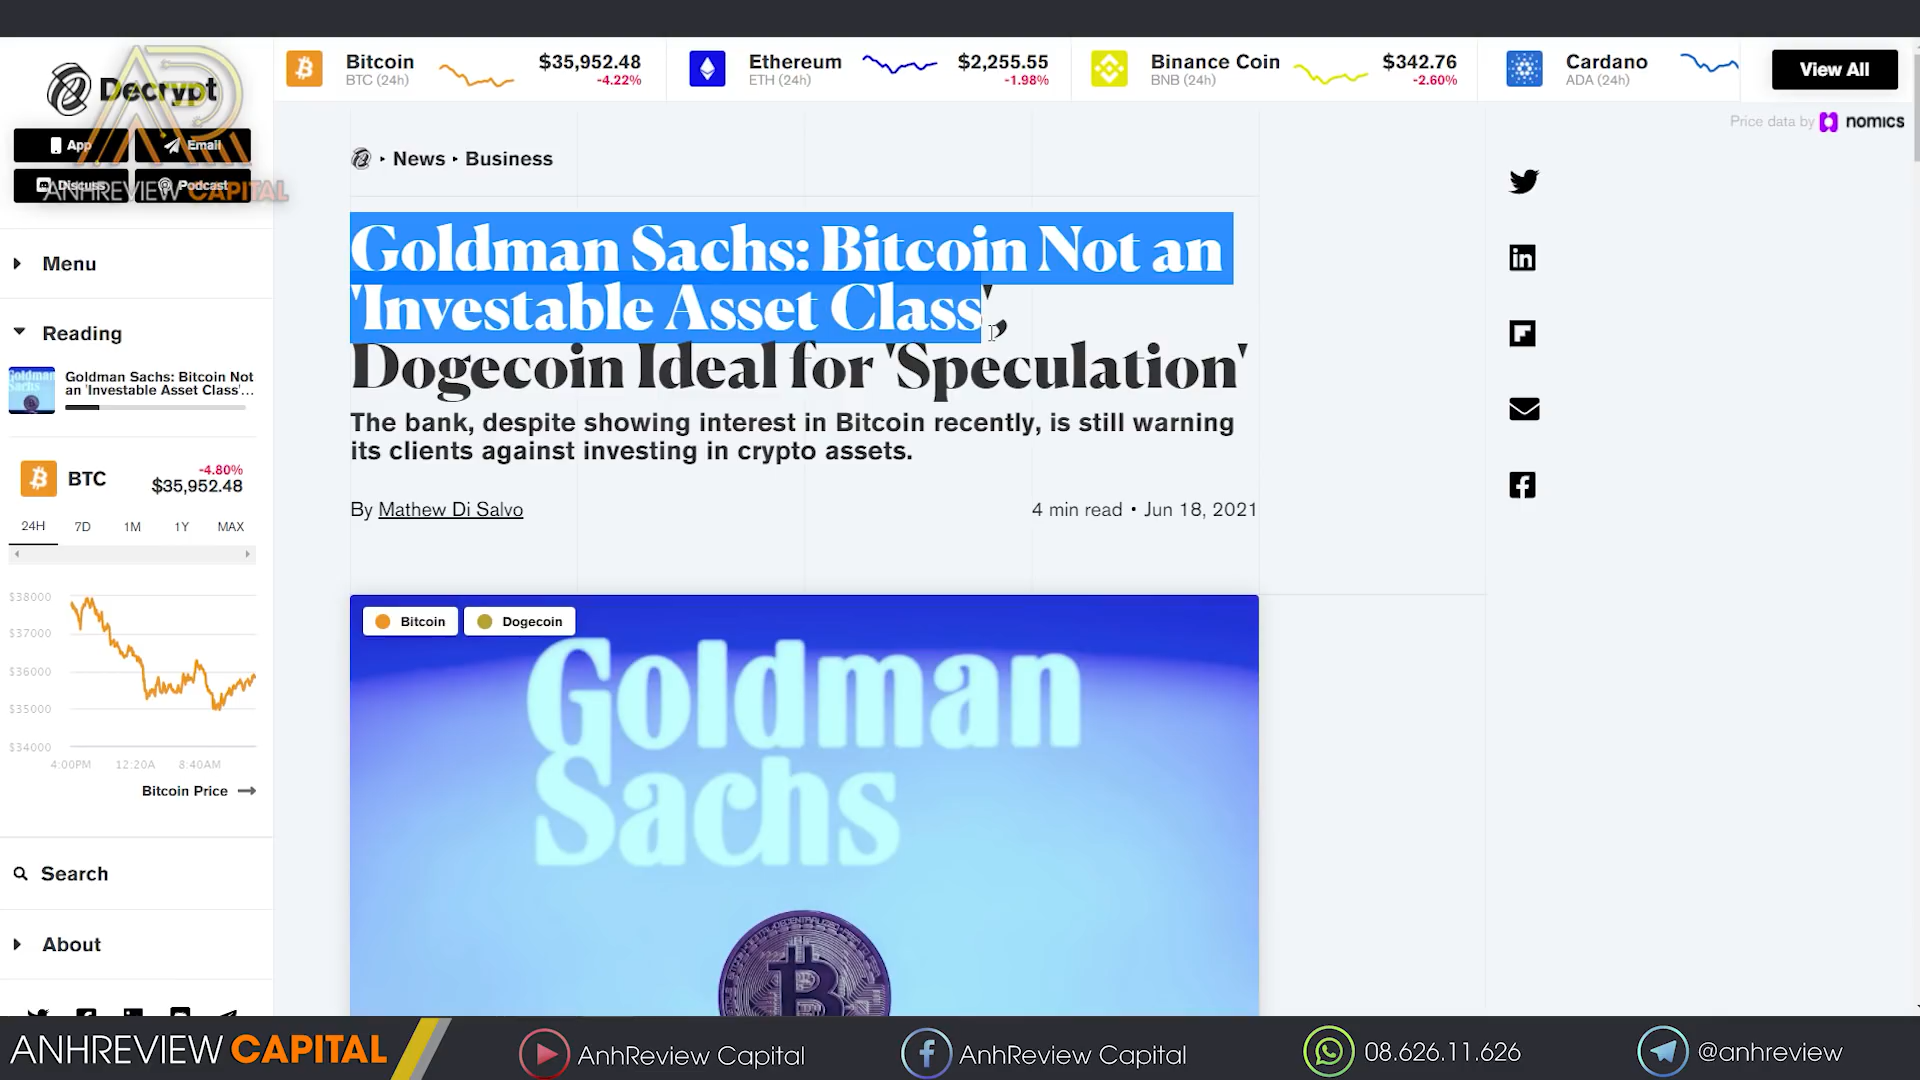 Decrypt
App
Email
Discuss
Podcast
ANHREVIEW CAPITAL
Bitcoin
BTC (24h)
$35,952.48
-4.22%
Ethereum
ETH (24h)
$2,255.55
-1.98%
Binance Coin
BNB (24h)
$342.76
-2.60%
Cardano
ADA (24h)
View All
Price data by nomics
News
Business
Menu
Reading
Goldman Sachs: Bitcoin Not
an 'Investable Asset Class'...
BTC
-4.80%
$35,952.48
24H
7D
1M
1Y
MAX
$38000
$37000
$36000
$35000
$34000
4:00PM
12:20A
8:40AM
Bitcoin Price
Search
About
Goldman Sachs: Bitcoin Not an
'Investable Asset Class',
Dogecoin Ideal for 'Speculation'
The bank, despite showing interest in Bitcoin recently, is still warning
its clients against investing in crypto assets.
By Mathew Di Salvo
4 min read • Jun 18, 2021
Bitcoin
Dogecoin
Goldman
Sachs
ANHREVIEW CAPITAL
AnhReview Capital
AnhReview Capital
08.626.11.626
@anhreview